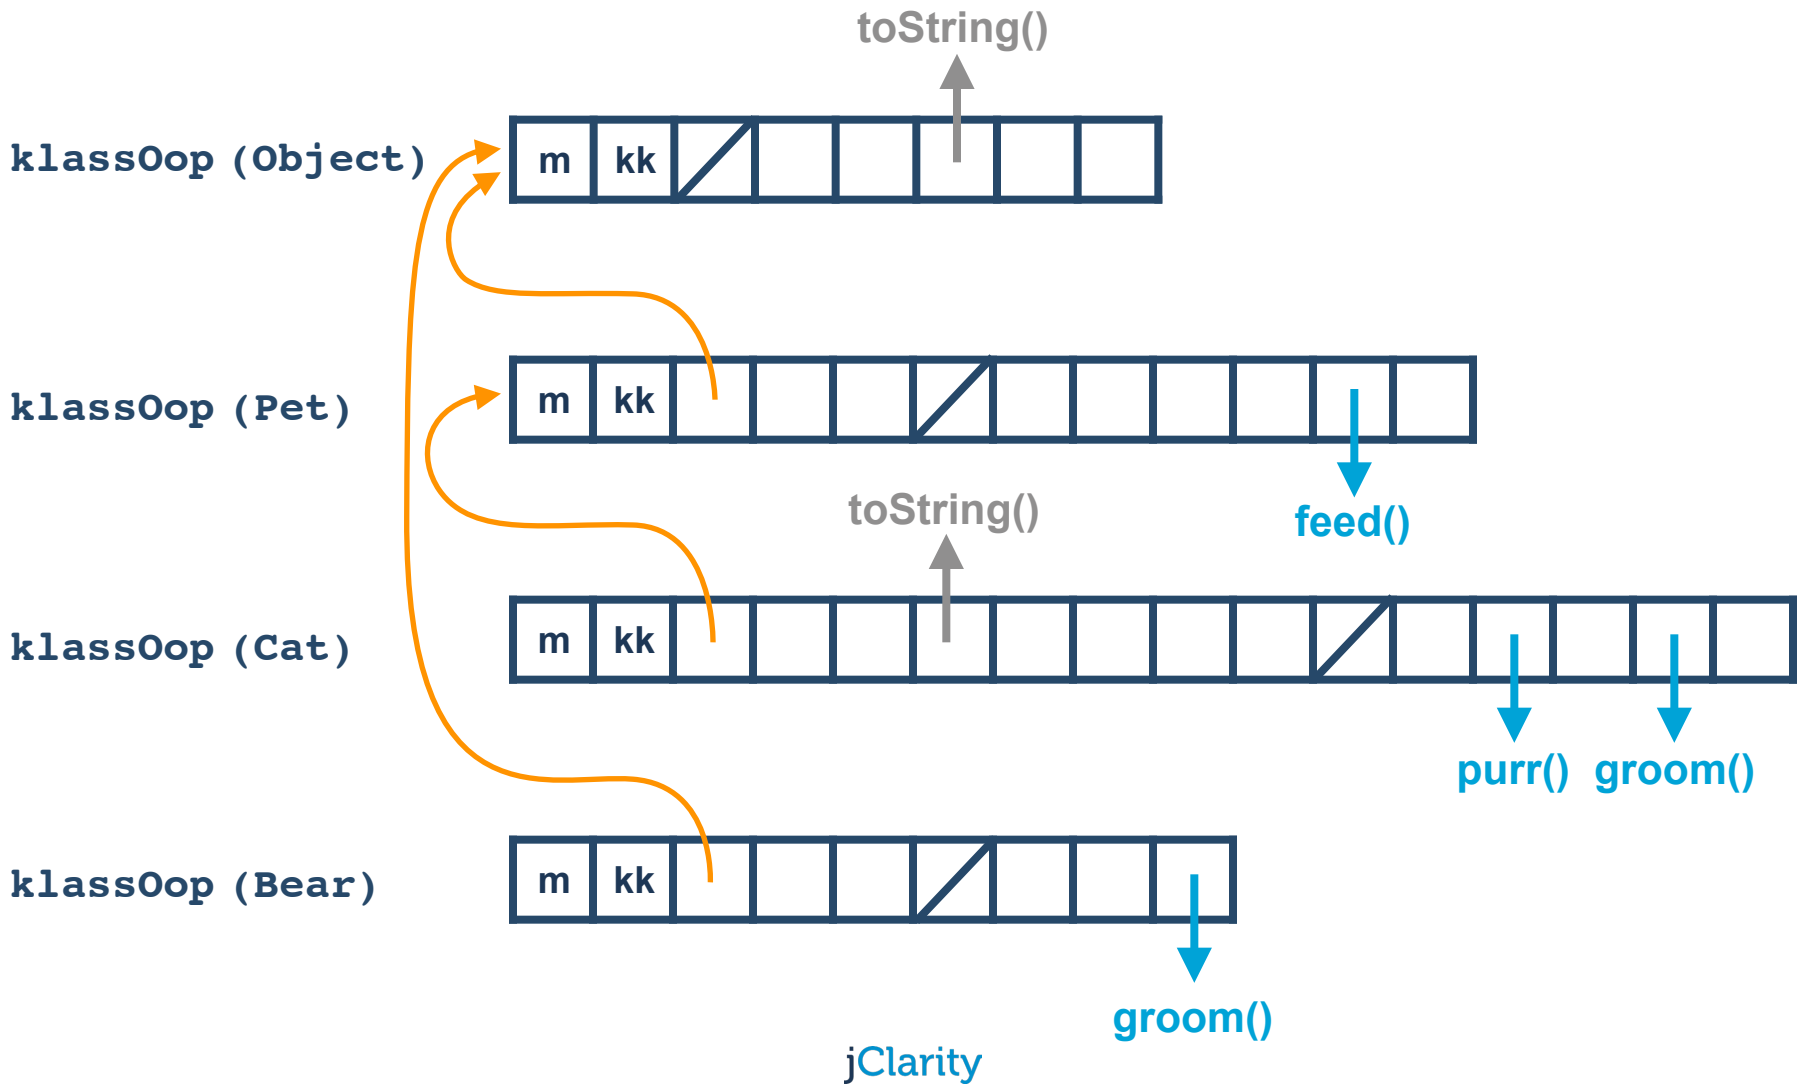 toString()
klassOop (Object) m kk
klassOop (Pet) m kk
toString() feed()
klassOop (Cat) m kk
purr() groom()
klassOop (Bear) m kk
groom()
jClarity